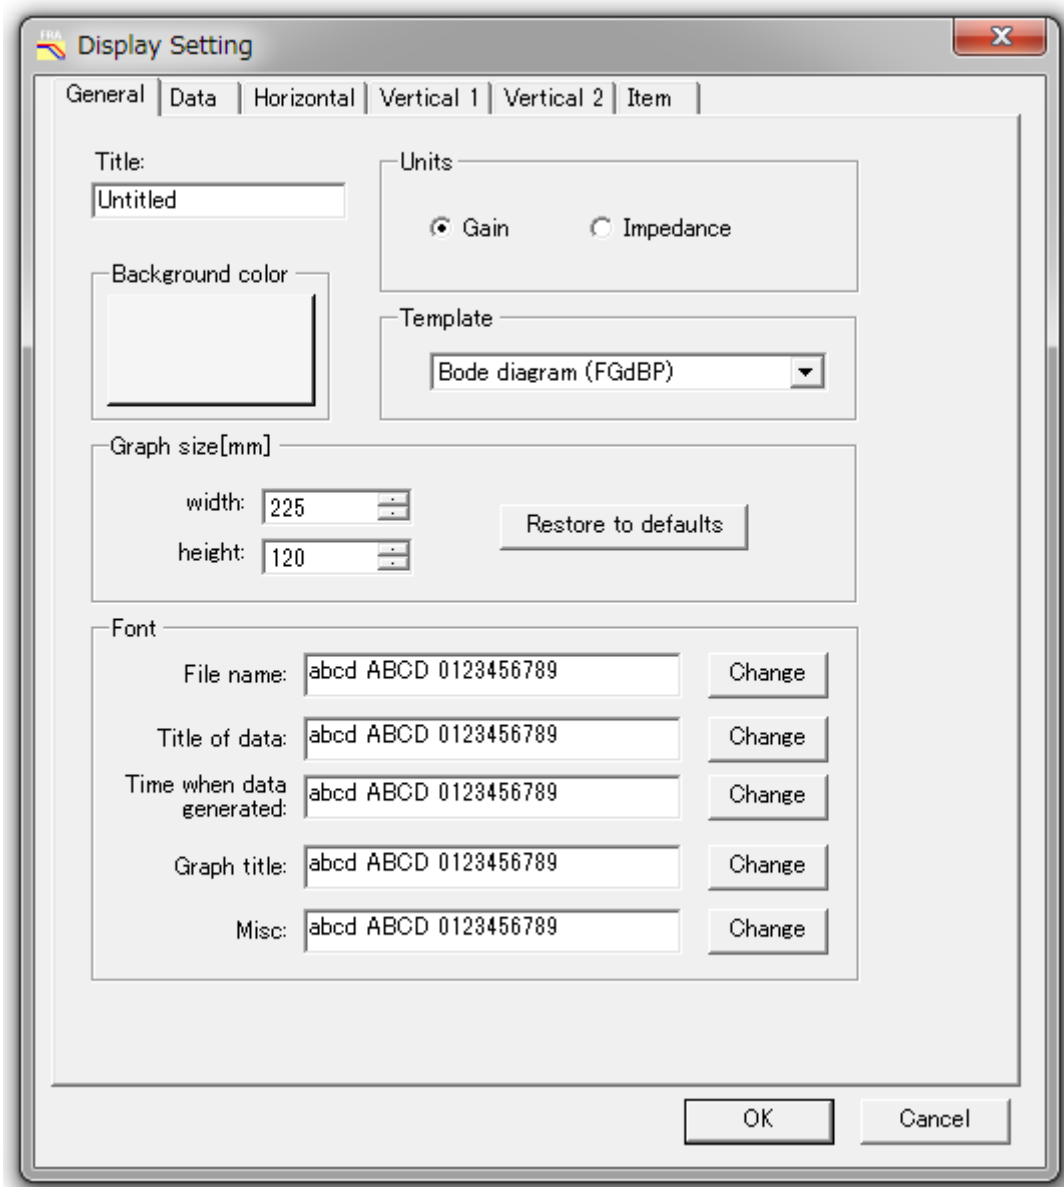 FRA
Display Setting
General Data Horizontal Vertical 1 Vertical 2 Item
Title:
Untitled
Units
Gain Impedance
Background color
Template
Bode diagram (FGdBP)
Graph size[mm]
width: 225
height: 120
Restore to defaults
Font
File name: abcd ABCD 0123456789 Change
Title of data: abcd ABCD 0123456789 Change
Time when data
generated: abcd ABCD 0123456789 Change
Graph title: abcd ABCD 0123456789 Change
Misc: abcd ABCD 0123456789 Change
OK Cancel